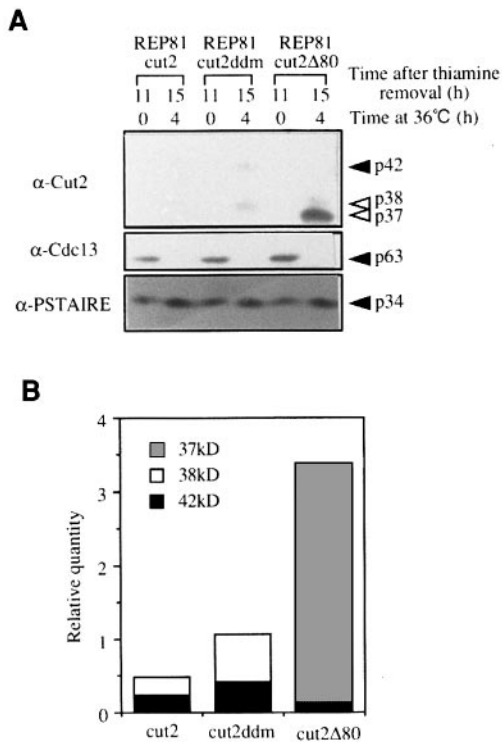 A
REP81 REP81 REP81
cut2 cut2ddm cut2Δ80
11 15 11 15 11 15 Time after thiamine removal (h)
0 4 0 4 0 4 Time at 36℃ (h)
α-Cut2
p42
p38
p37
α-Cdc13
p63
α-PSTAIRE
p34
B
4
3
2
1
0
Relative quantity
37kD
38kD
42kD
cut2 cut2ddm cut2Δ80